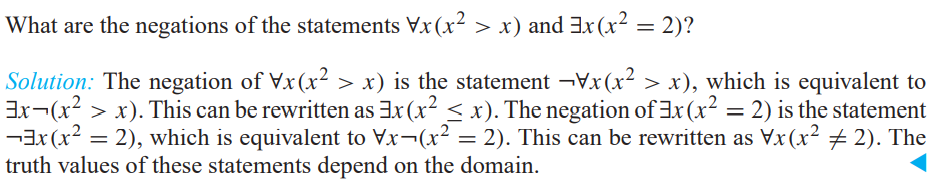 What are the negations of the statements ∀x(x² > x) and ∃x(x² = 2)?
Solution: The negation of ∀x(x² > x) is the statement ¬∀x(x² > x), which is equivalent to
∃x¬(x² > x). This can be rewritten as ∃x(x² ≤ x). The negation of ∃x(x² = 2) is the statement
¬∃x(x² = 2), which is equivalent to ∀x¬(x² = 2). This can be rewritten as ∀x(x² ≠ 2). The
truth values of these statements depend on the domain.